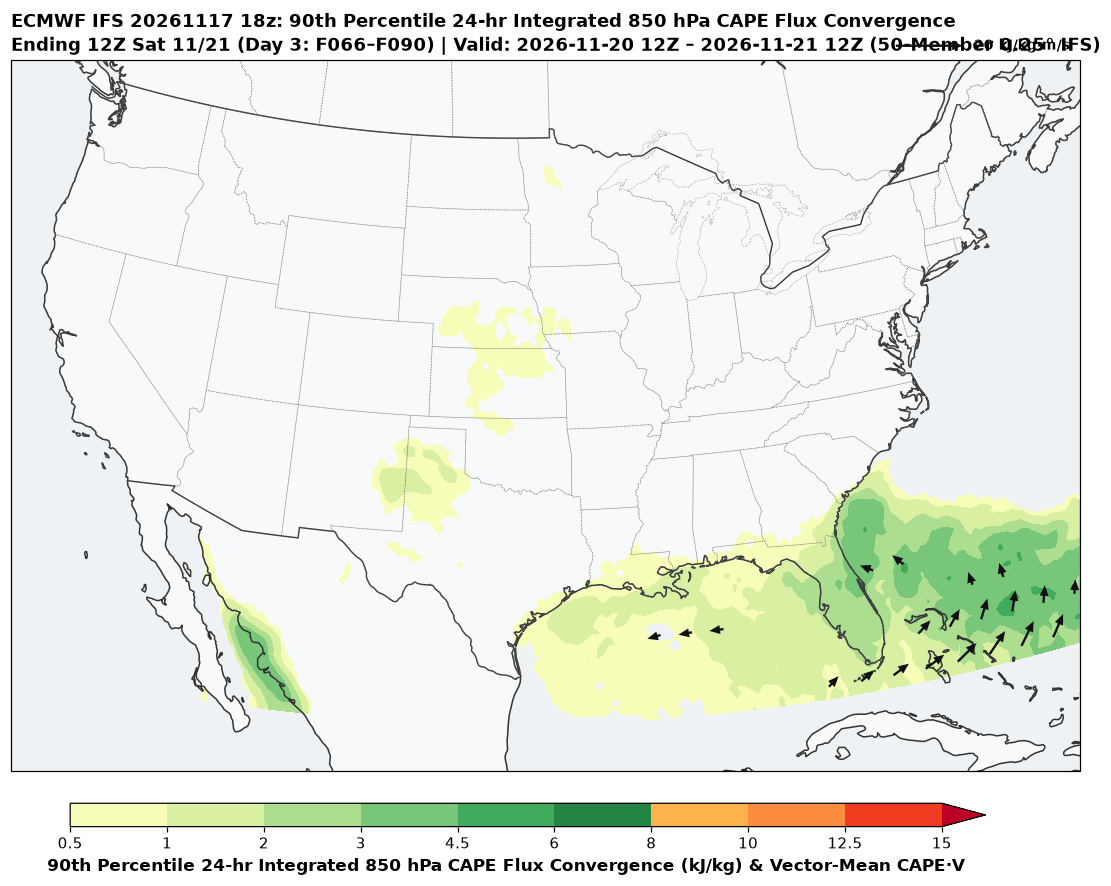 ECMWF IFS 20261117 18z: 90th Percentile 24-hr Integrated 850 hPa CAPE Flux Convergence
Ending 12Z Sat 11/21 (Day 3: F066–F090) | Valid: 2026-11-20 12Z – 2026-11-21 12Z (50-Member 0.25° IFS)
0.5 1 2 3 4.5 6 8 10 12.5 15
90th Percentile 24-hr Integrated 850 hPa CAPE Flux Convergence (kJ/kg) & Vector-Mean CAPE·V